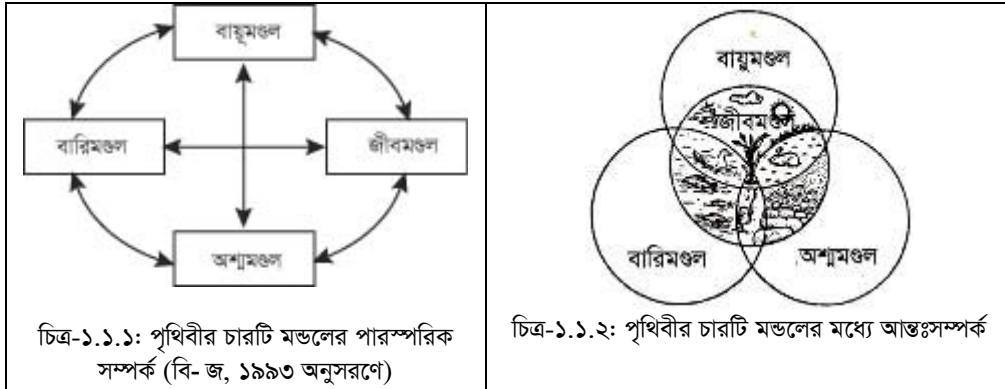 বায়ুমণ্ডল
বারিমণ্ডল
জীবমণ্ডল
অশ্মমণ্ডল
চিত্র-১.১.১: পৃথিবীর চারটি মন্ডলের পারস্পরিক
সম্পর্ক (বি- জ, ১৯৯৩ অনুসরণে)
বায়ুমণ্ডল
জীবমণ্ডল
বারিমণ্ডল
অশ্মমণ্ডল
চিত্র-১.১.২: পৃথিবীর চারটি মন্ডলের মধ্যে আন্তঃসম্পর্ক